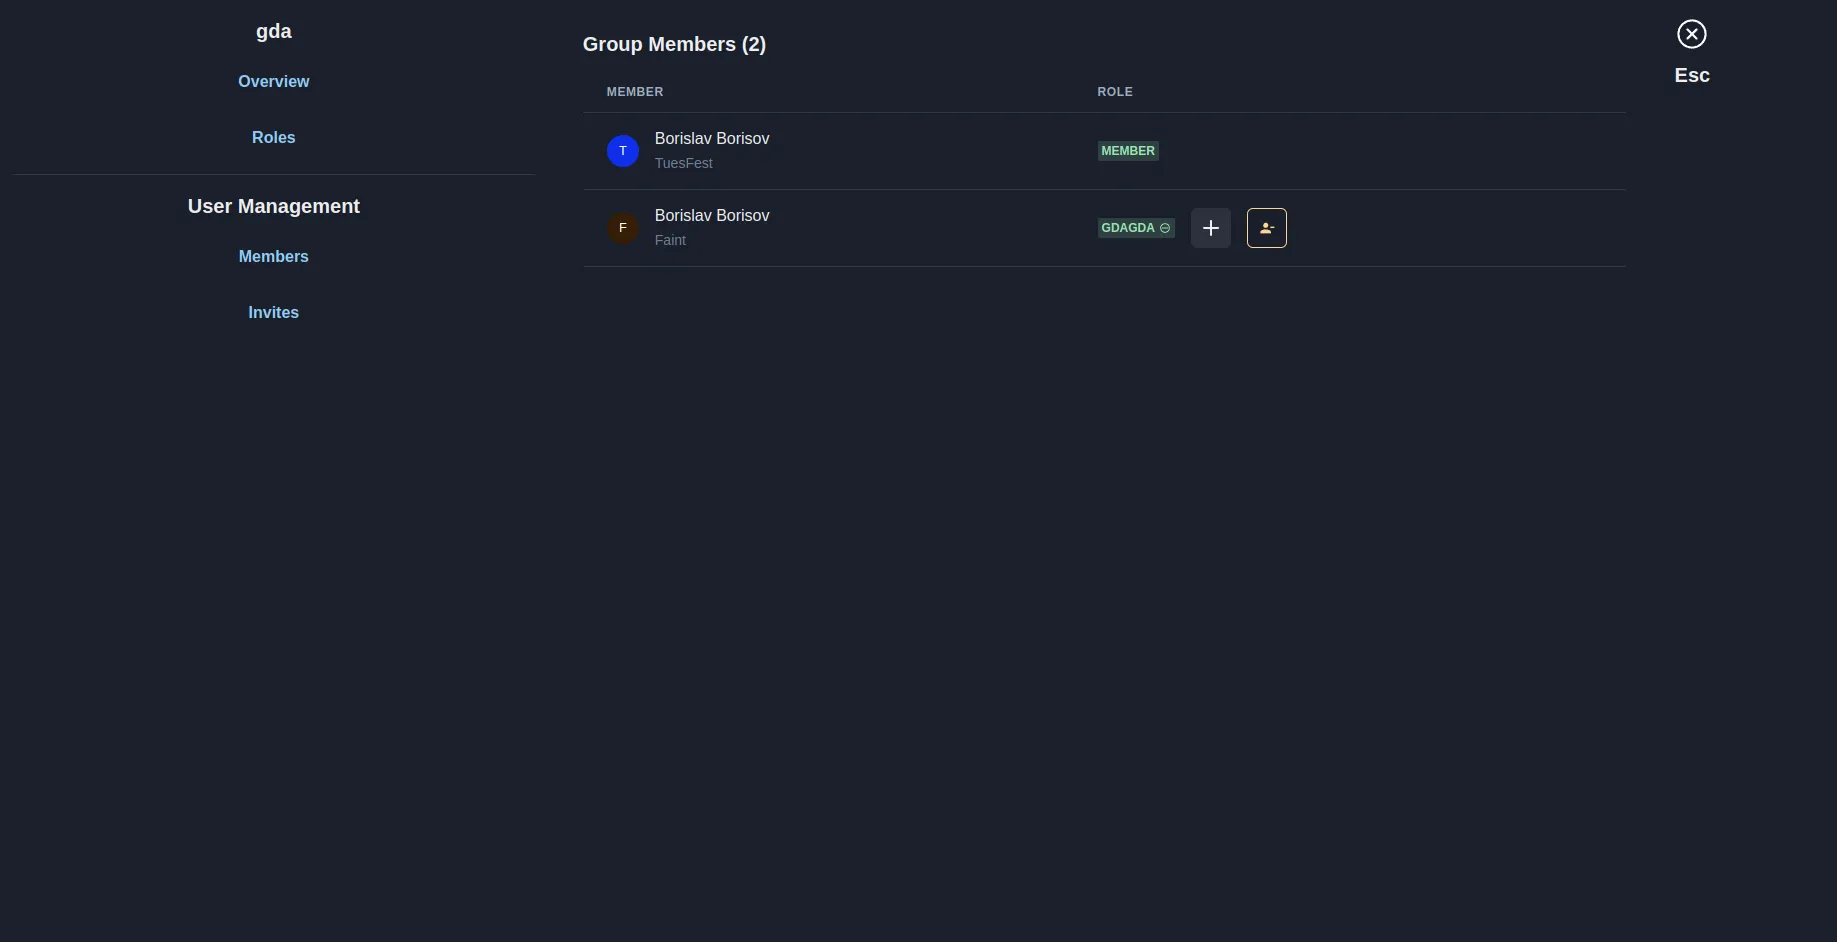 gda
Overview
Roles
User Management
Members
Invites
Group Members (2)
MEMBER ROLE
T Borislav Borisov
TuesFest
MEMBER
F Borislav Borisov
Faint
GDAGDA
Esc